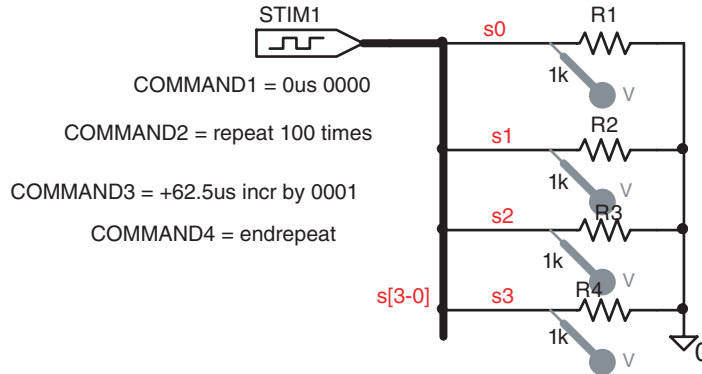 STIM1
COMMAND1 = 0us 0000
COMMAND2 = repeat 100 times
COMMAND3 = +62.5us incr by 0001
COMMAND4 = endrepeat
s[3-0]
s0
R1
1k
V
s1
R2
1k
V
s2
R3
1k
V
s3
R4
1k
V
0